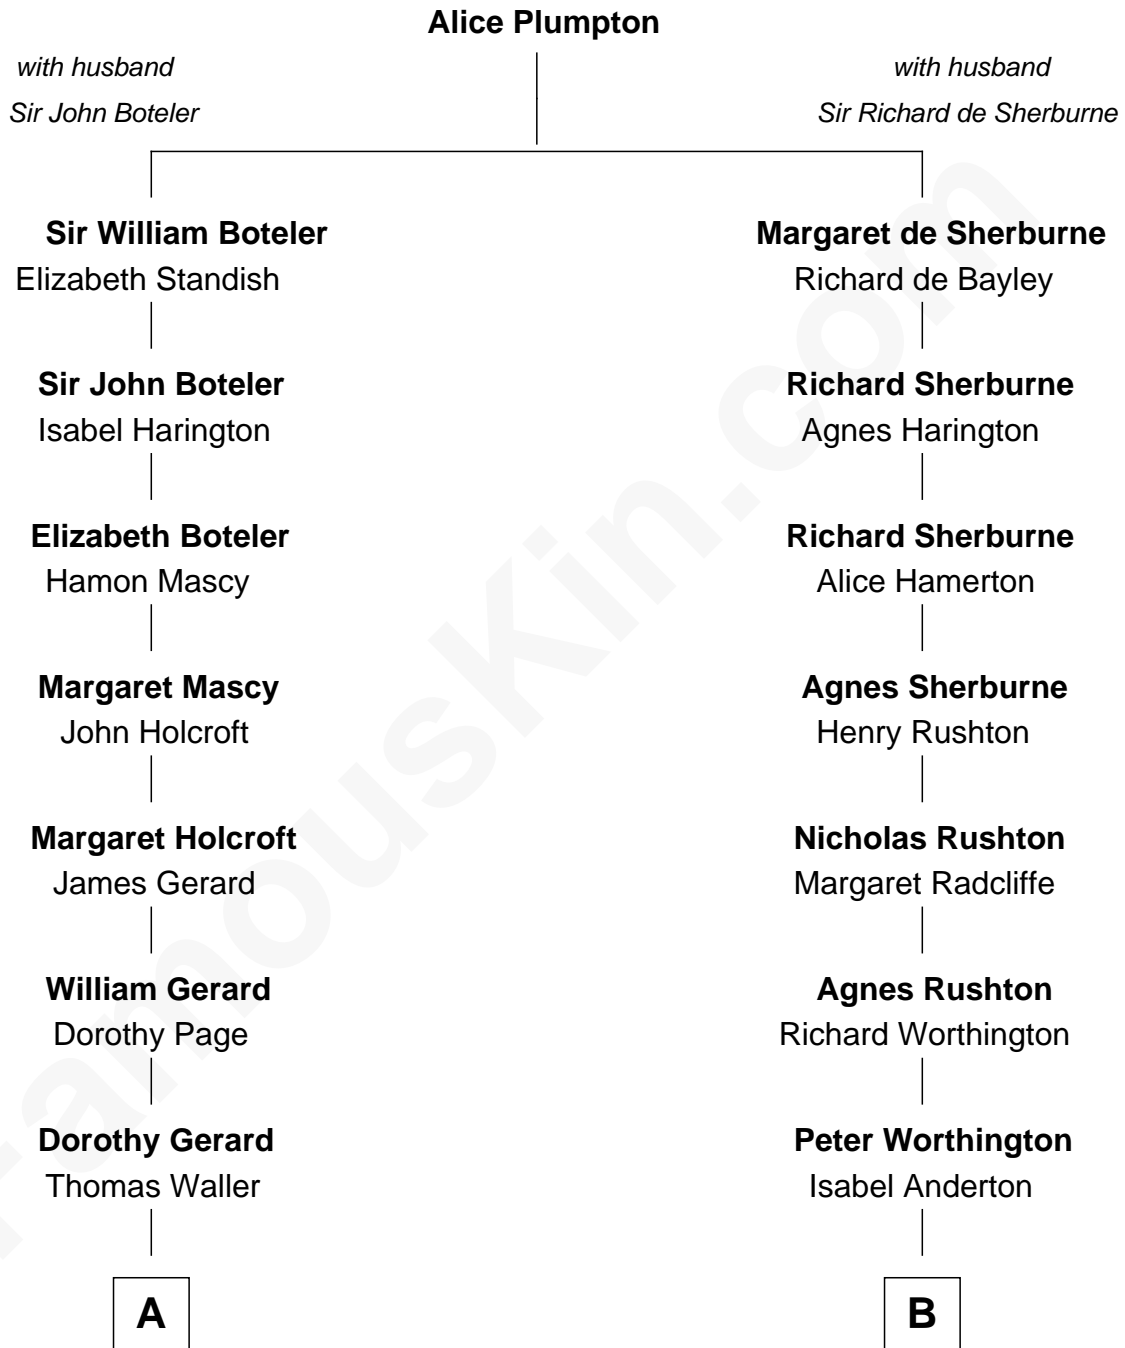 Alice Plumpton
with husband
Sir John Boteler
with husband
Sir Richard de Sherburne
Sir William Boteler
Elizabeth Standish
Margaret de Sherburne
Richard de Bayley
Sir John Boteler
Isabel Harington
Richard Sherburne
Agnes Harington
Elizabeth Boteler
Hamon Mascy
Richard Sherburne
Alice Hamerton
Margaret Mascy
John Holcroft
Agnes Sherburne
Henry Rushton
Margaret Holcroft
James Gerard
Nicholas Rushton
Margaret Radcliffe
William Gerard
Dorothy Page
Agnes Rushton
Richard Worthington
Dorothy Gerard
Thomas Waller
Peter Worthington
Isabel Anderton
A
B
FamousKin.com